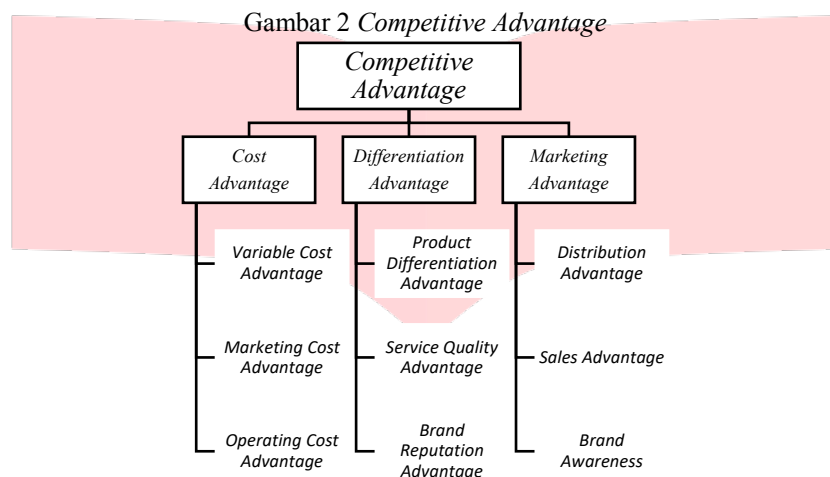 Gambar 2 Competitive Advantage
Competitive
Advantage
Cost
Advantage
Differentiation
Advantage
Marketing
Advantage
Variable Cost
Advantage
Product
Differentiation
Advantage
Distribution
Advantage
Marketing Cost
Advantage
Service Quality
Advantage
Sales Advantage
Operating Cost
Advantage
Brand
Reputation
Advantage
Brand
Awareness